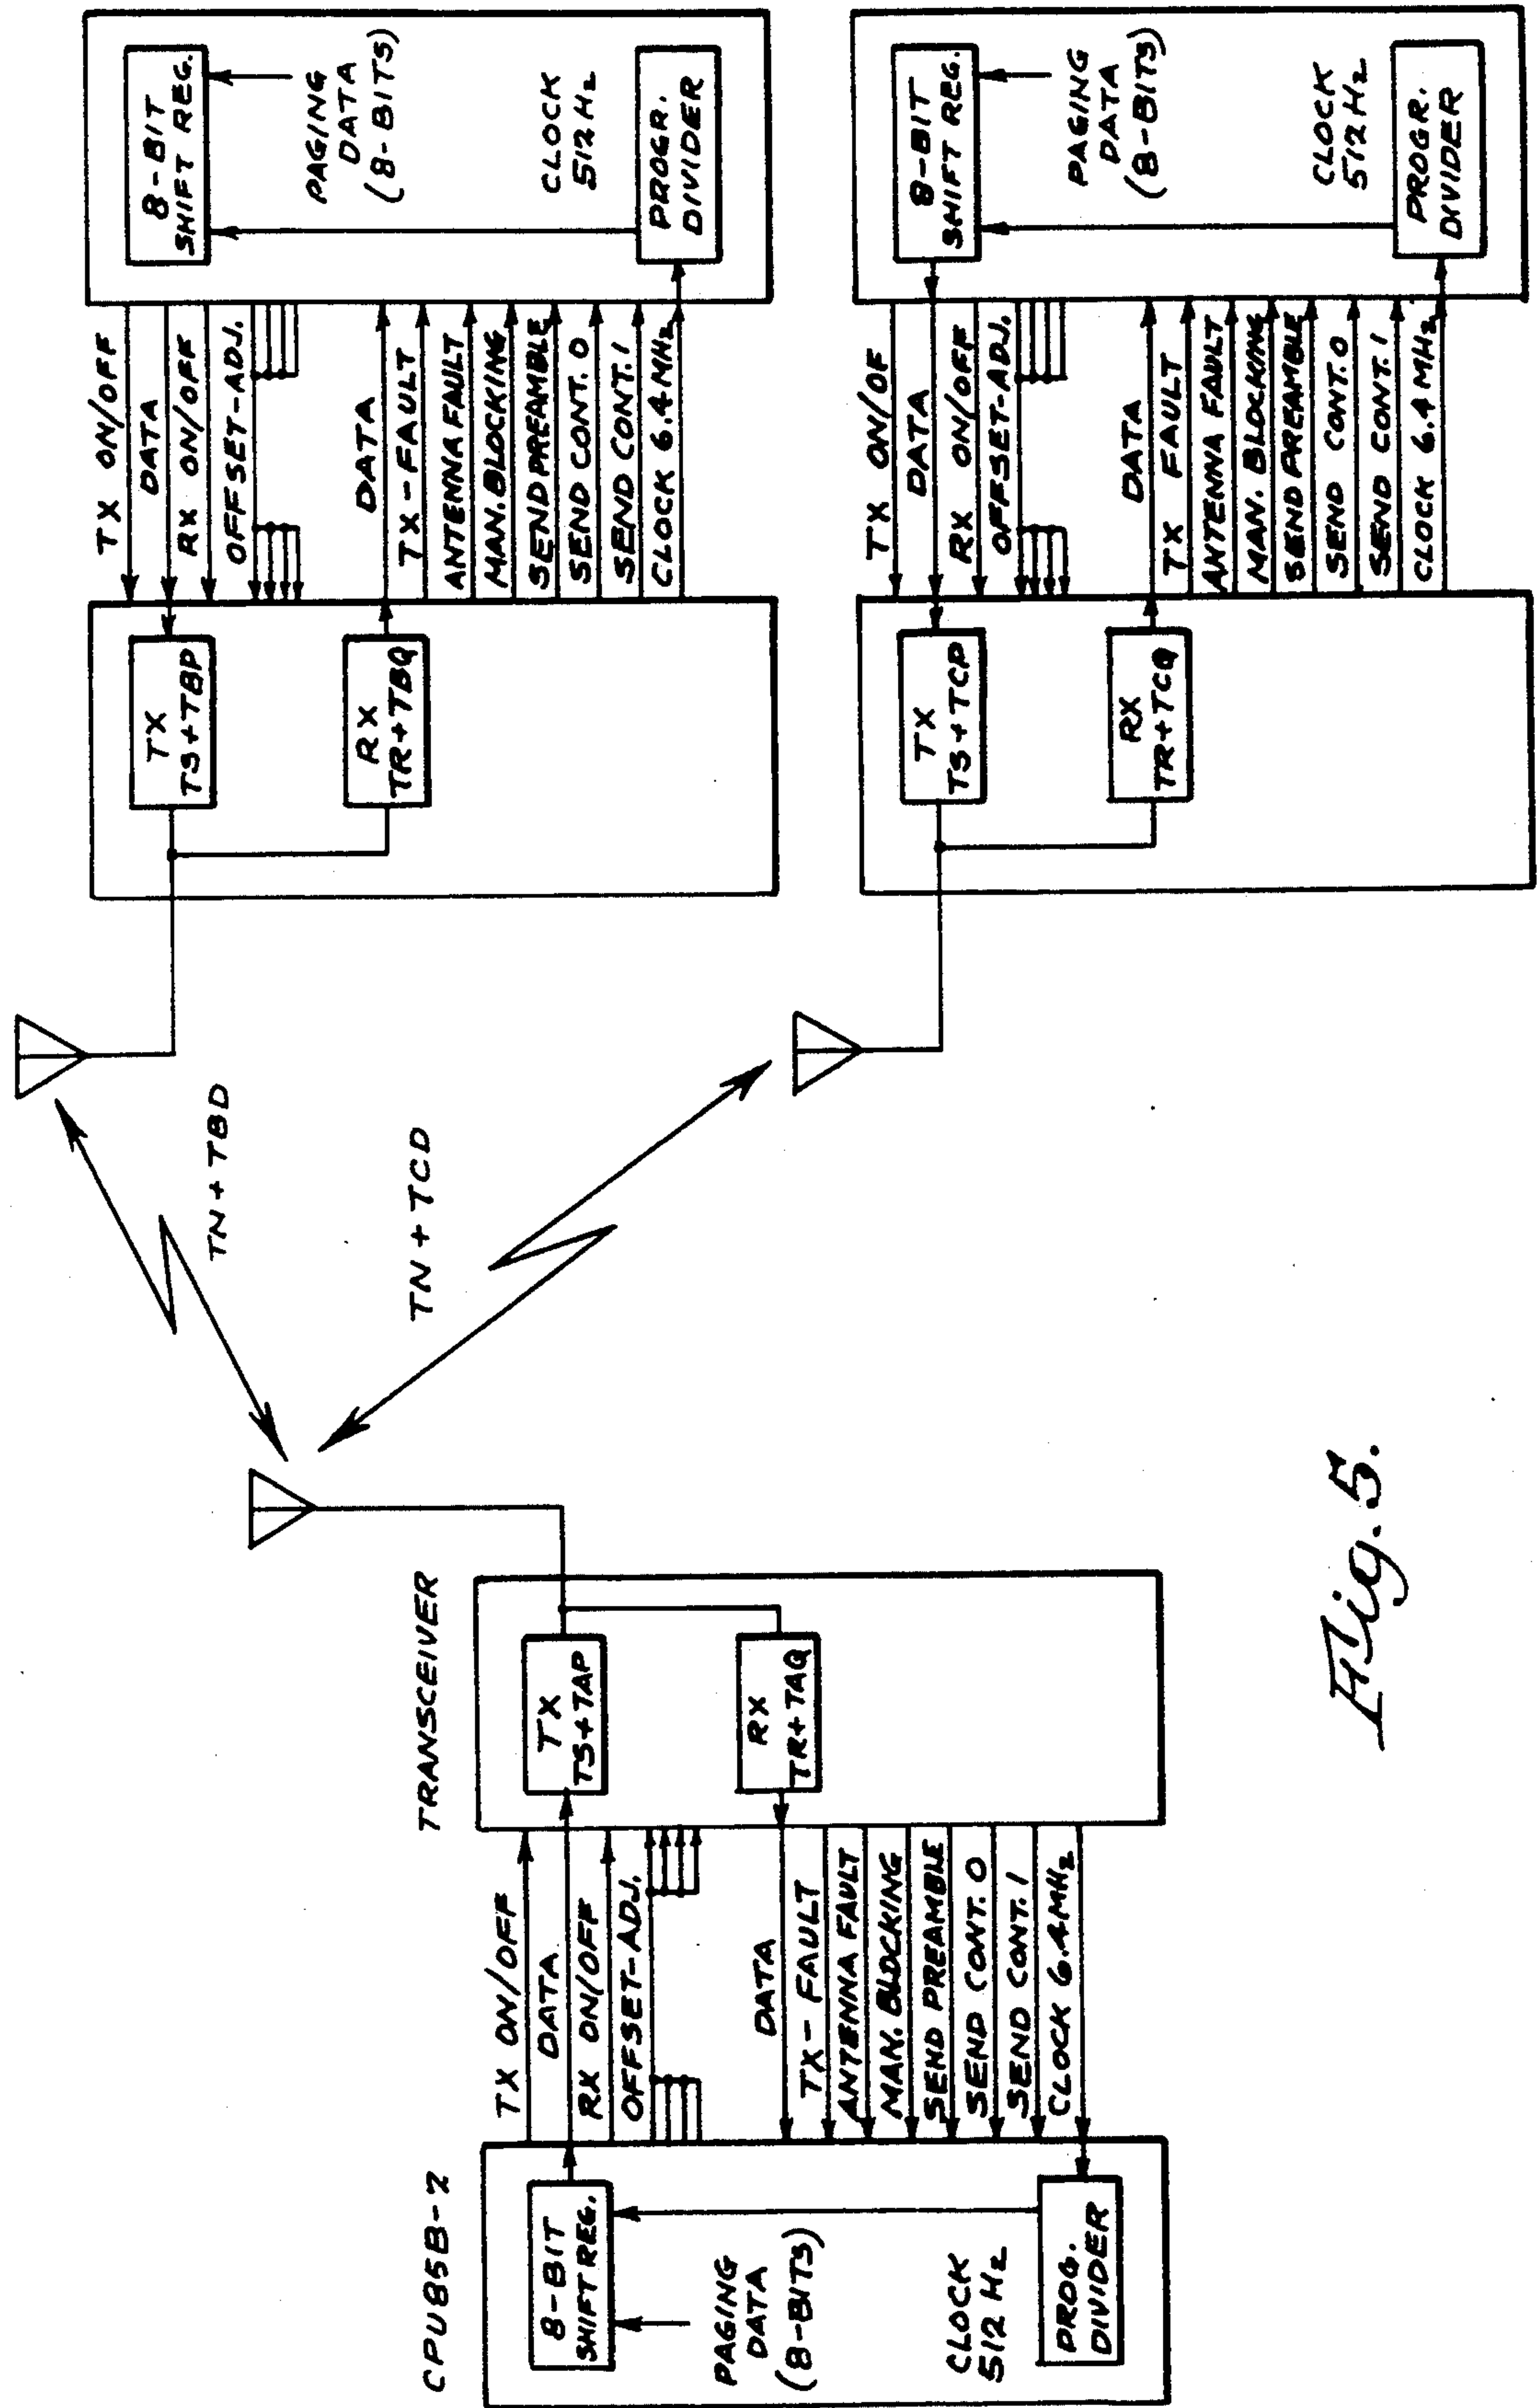 CPU85B-2
8-BIT
SHIFT REG.
PAGING
DATA
(8-BITS)
CLOCK
512 Hz
PROG.
DIVIDER
TX ON/OFF
DATA
RX ON/OFF
OFFSET-ADJ.
DATA
TX-FAULT
ANTENNA FAULT
MAN. BLOCKING
SEND PREAMBLE
SEND CONT. 0
SEND CONT. 1
CLOCK 6.4 MHz
TRANSCEIVER
TX
TS+TAP
RX
TR+TAQ
TN+TBD
TN+TCD
TX
TS+TBP
RX
TR+TBQ
TX ON/OFF
DATA
RX ON/OFF
OFFSET-ADJ.
DATA
TX-FAULT
ANTENNA FAULT
MAN. BLOCKING
SEND PREAMBLE
SEND CONT. 0
SEND CONT. 1
CLOCK 6.4 MHz
8-BIT
SHIFT REG.
PAGING
DATA
(8-BITS)
CLOCK
512 Hz
PROGR.
DIVIDER
TX
TS+TCP
RX
TR+TCQ
TX ON/OF
DATA
RX ON/OFF
OFFSET-ADJ.
DATA
TX FAULT
ANTENNA FAULT
MAN. BLOCKING
SEND PREAMBLE
SEND CONT. 0
SEND CONT. 1
CLOCK 6.4 MHz
8-BIT
SHIFT REG.
PAGING
DATA
(8-BITS)
CLOCK
512 Hz
PROGR.
DIVIDER
Fig. 5.